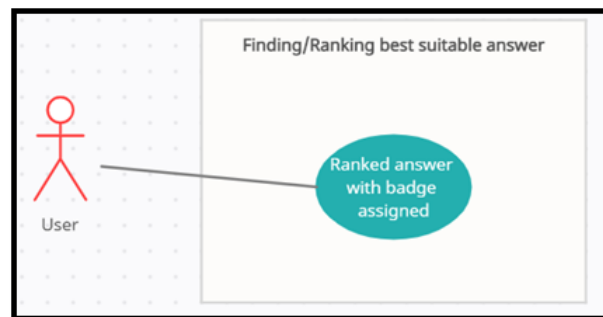 Finding/Ranking best suitable answer
Ranked answer
with badge
assigned
User